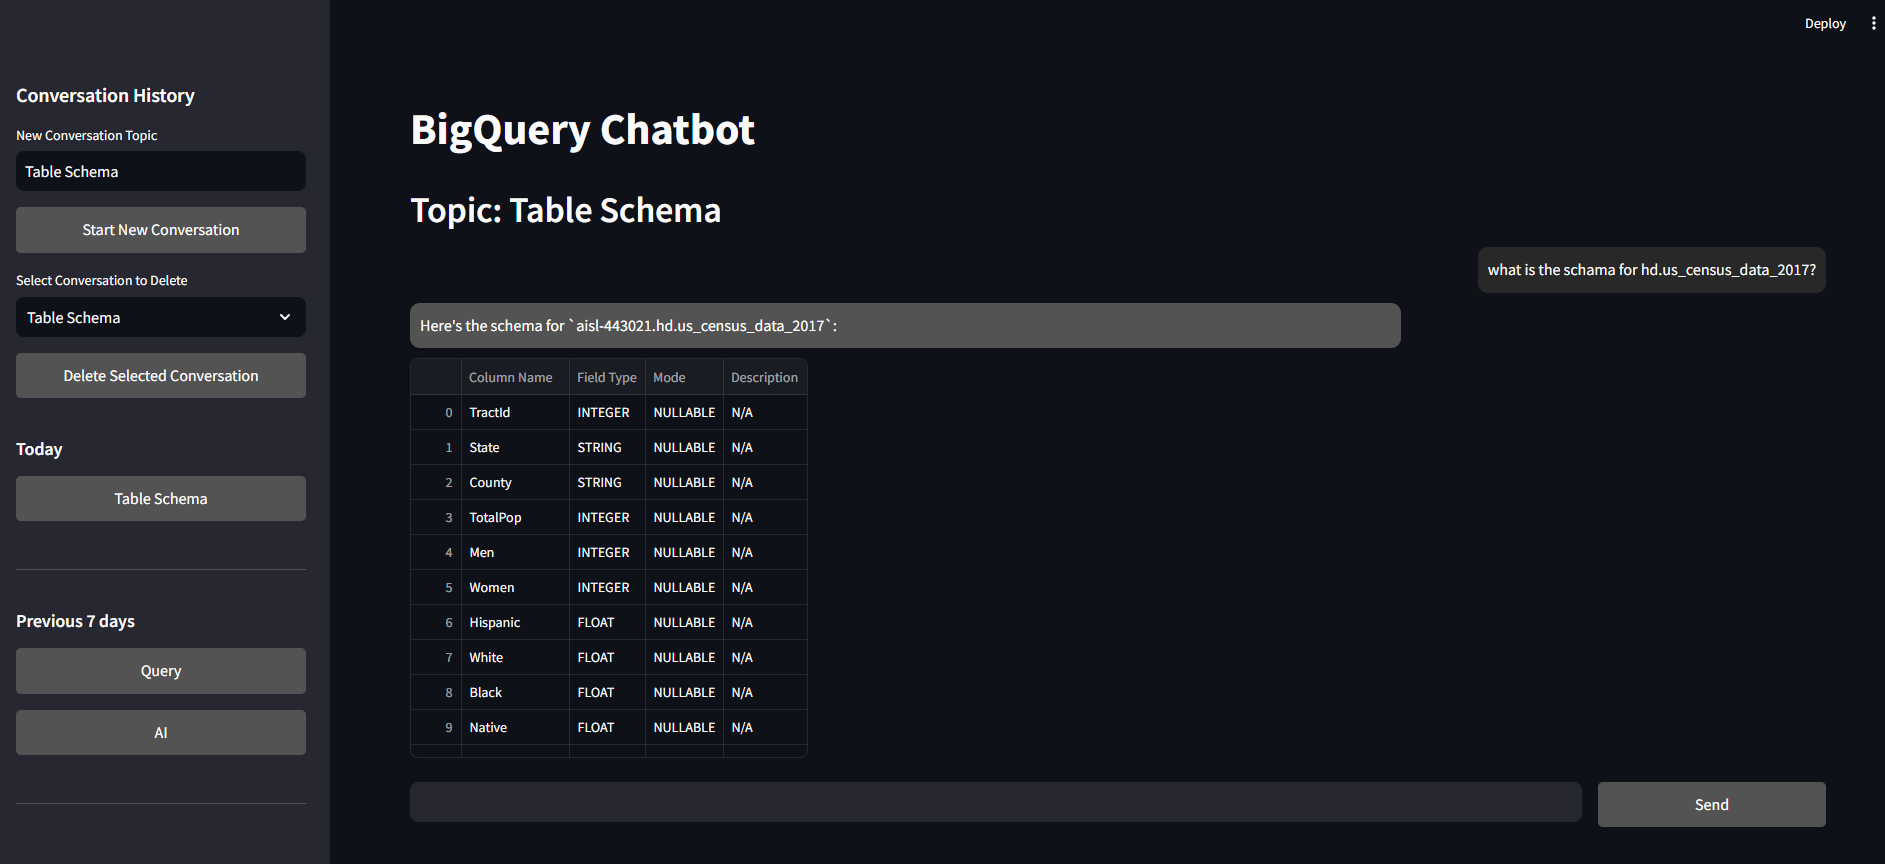 Deploy
Conversation History
New Conversation Topic
Table Schema
Start New Conversation
Select Conversation to Delete
Table Schema
Delete Selected Conversation
Today
Table Schema
Previous 7 days
Query
AI
BigQuery Chatbot
Topic: Table Schema
what is the schama for hd.us_census_data_2017?
Here's the schema for `aisl-443021.hd.us_census_data_2017`:
Column Name Field Type Mode Description
0 TractId INTEGER NULLABLE N/A
1 State STRING NULLABLE N/A
2 County STRING NULLABLE N/A
3 TotalPop INTEGER NULLABLE N/A
4 Men INTEGER NULLABLE N/A
5 Women INTEGER NULLABLE N/A
6 Hispanic FLOAT NULLABLE N/A
7 White FLOAT NULLABLE N/A
8 Black FLOAT NULLABLE N/A
9 Native FLOAT NULLABLE N/A
Send